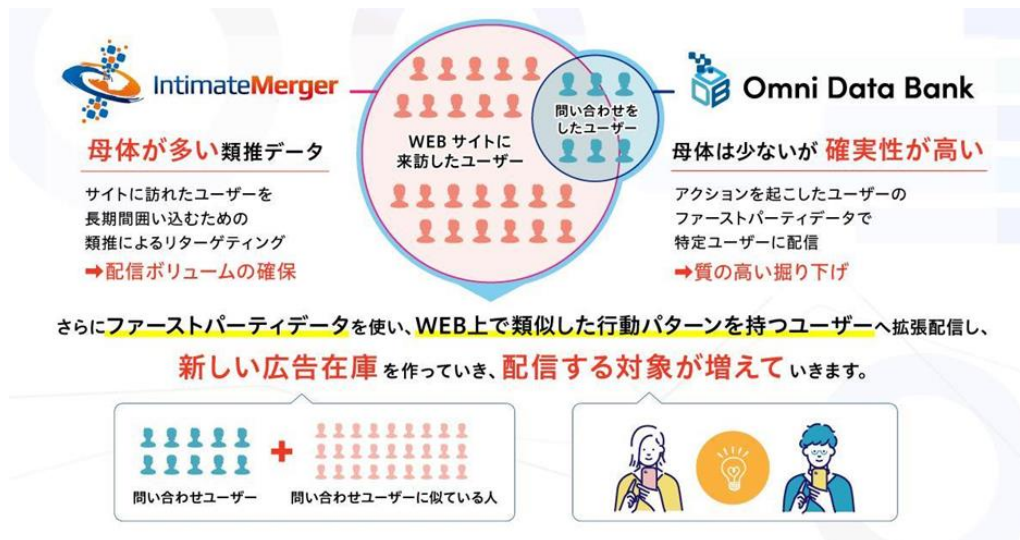 IntimateMerger
母体が多い類推データ
サイトに訪れたユーザーを
長期間囲い込むための
類推によるリターゲティング
➡配信ボリュームの確保
WEB サイトに
来訪したユーザー
問い合わせを
したユーザー
DB Omni Data Bank
母体は少ないが 確実性が高い
アクションを起こしたユーザーの
ファーストパーティデータで
特定ユーザーに配信
➡質の高い掘り下げ
さらにファーストパーティデータを使い、WEB上で類似した行動パターンを持つユーザーへ拡張配信し、
新しい広告在庫を作っていき、配信する対象が増えていきます。
問い合わせユーザー
問い合わせユーザーに似ている人